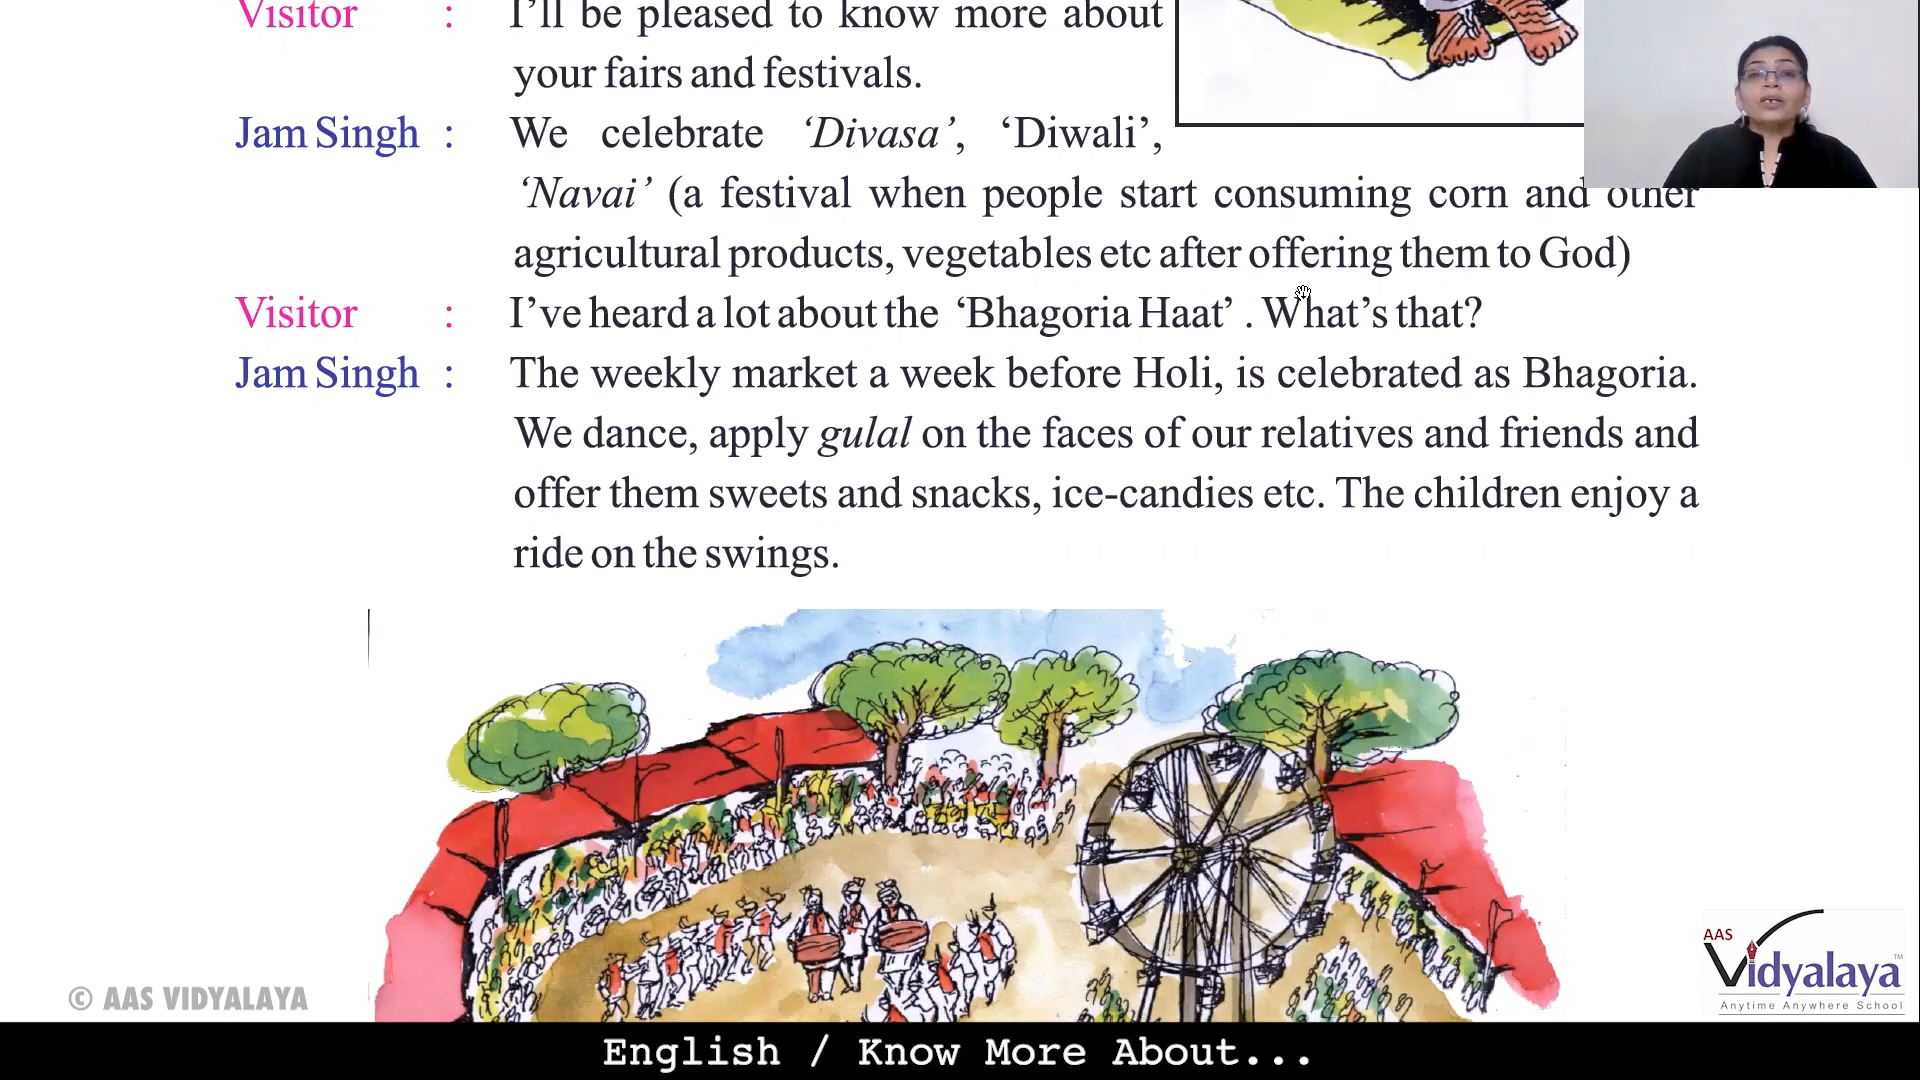 Visitor : I'll be pleased to know more about
your fairs and festivals.
Jam Singh : We celebrate ‘Divasa’, ‘Diwali’,
‘Navai’ (a festival when people start consuming corn and other
agricultural products, vegetables etc after offering them to God)
Visitor : I’ve heard a lot about the ‘Bhagoria Haat’ . What’s that?
Jam Singh : The weekly market a week before Holi, is celebrated as Bhagoria.
We dance, apply gulal on the faces of our relatives and friends and
offer them sweets and snacks, ice-candies etc. The children enjoy a
ride on the swings.
AAS
Vidyalaya™
Anytime Anywhere School
© AAS VIDYALAYA
English / Know More About...